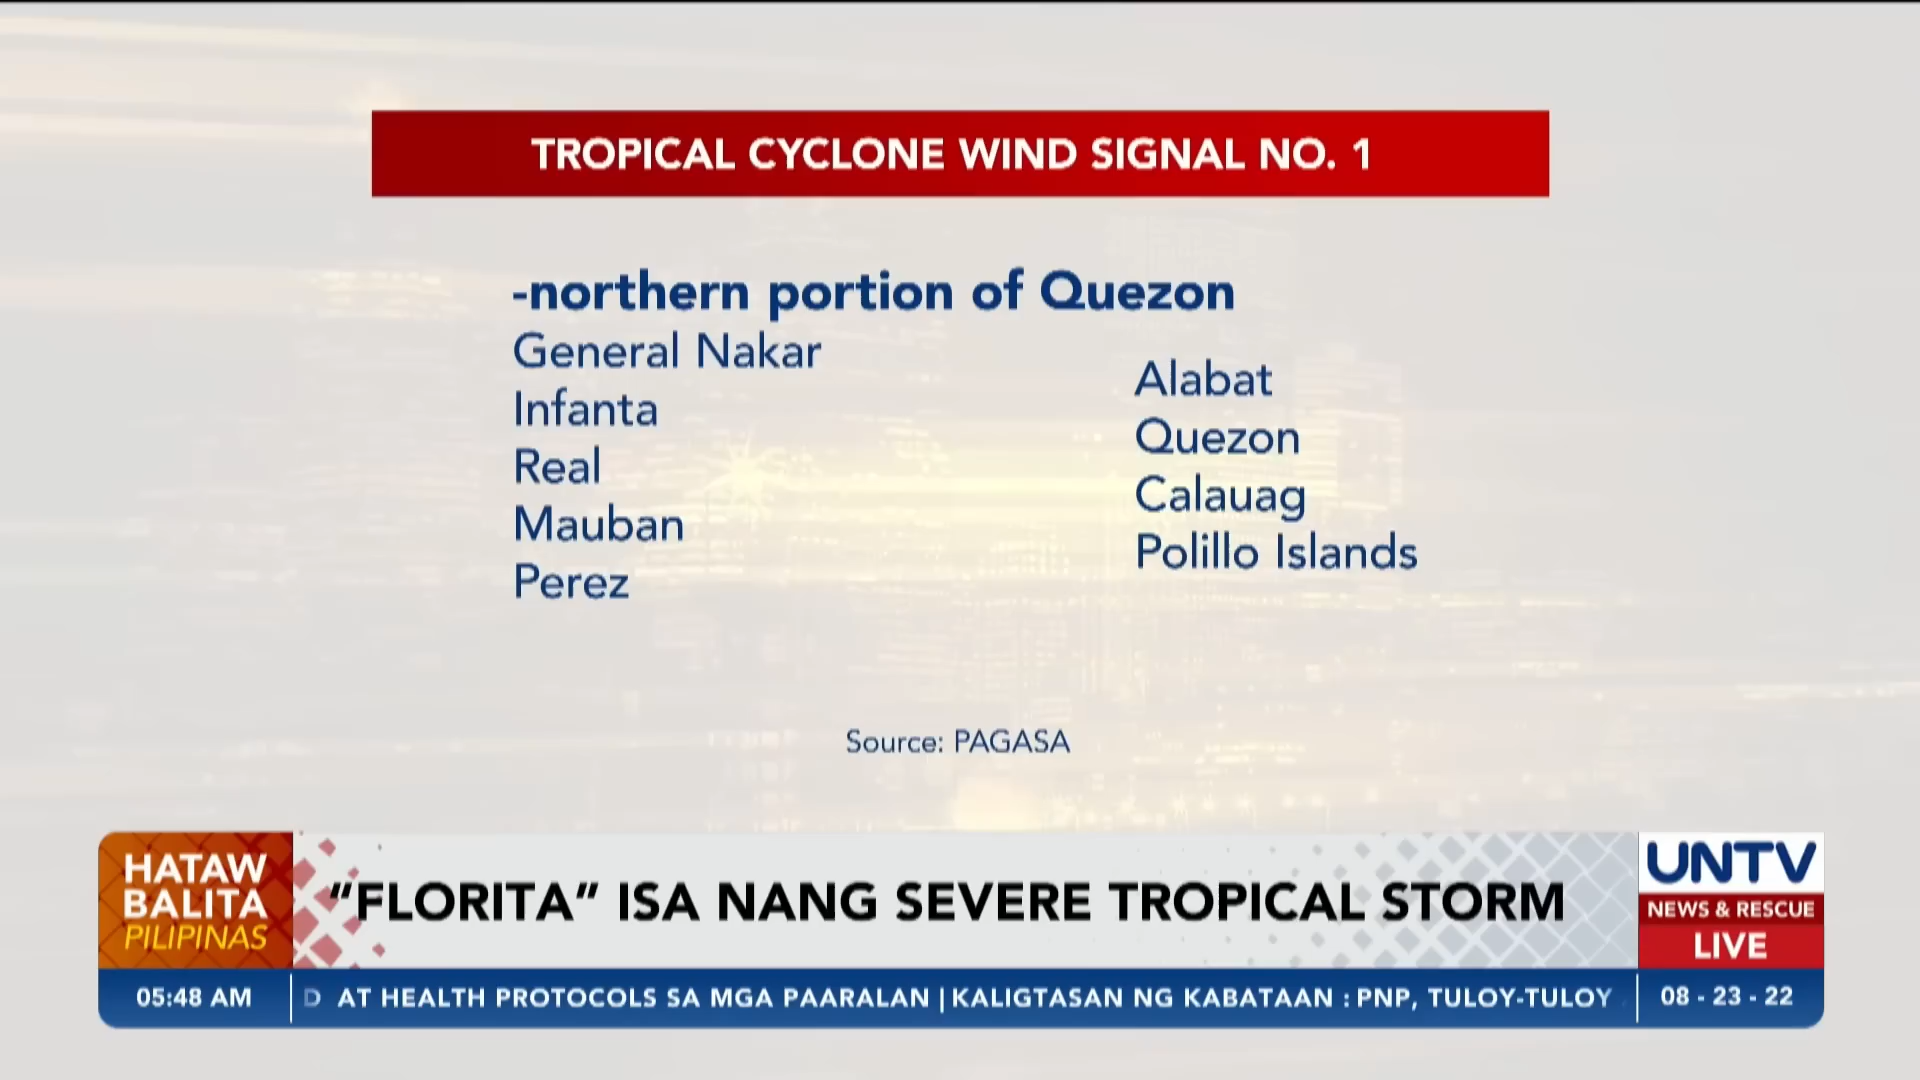 TROPICAL CYCLONE WIND SIGNAL NO. 1
-northern portion of Quezon
General Nakar
Infanta
Real
Mauban
Perez
Alabat
Quezon
Calauag
Polillo Islands
Source: PAGASA
HATAW
BALITA
PILIPINAS
“FLORITA” ISA NANG SEVERE TROPICAL STORM
UNTV
NEWS & RESCUE
LIVE
05:48 AM
D AT HEALTH PROTOCOLS SA MGA PAARALAN | KALIGTASAN NG KABATAAN : PNP, TULOY-TULOY
08 - 23 - 22